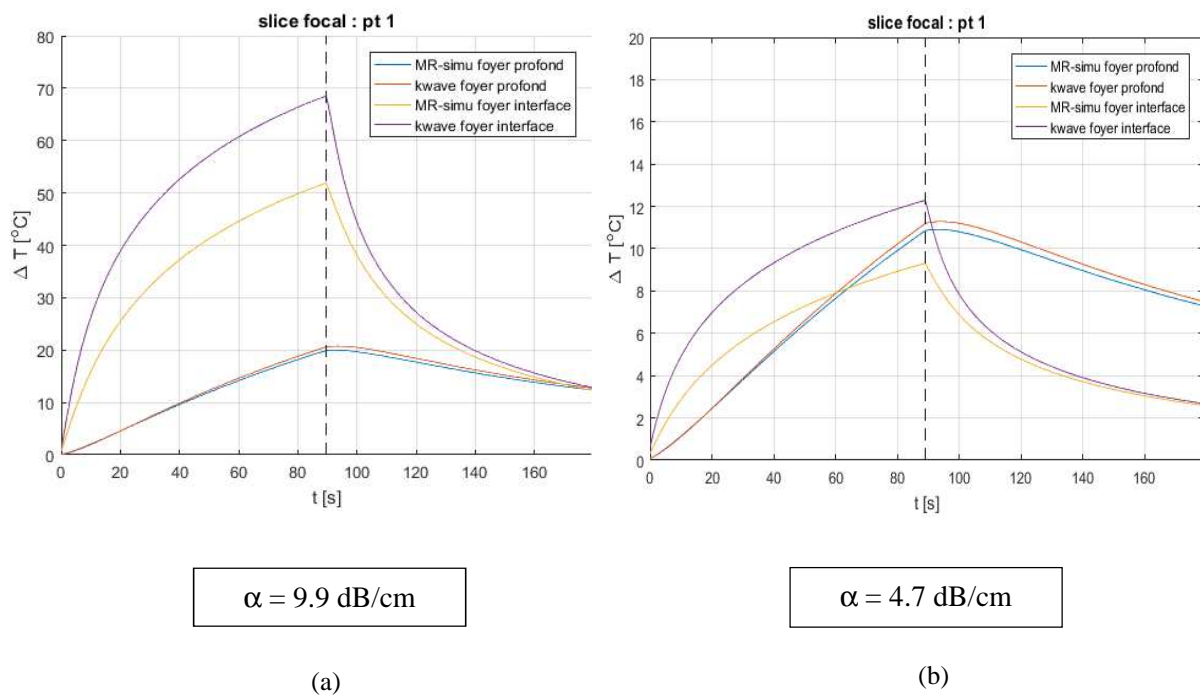 slice focal : pt 1
80
70
60
50
40
30
20
10
0
Δ T [°C]
MR-simu foyer profond
kwave foyer profond
MR-simu foyer interface
kwave foyer interface
0 20 40 60 80 100 120 140 160
t [s]
α = 9.9 dB/cm
(a)
slice focal : pt 1
20
18
16
14
12
10
8
6
4
2
0
Δ T [°C]
MR-simu foyer profond
kwave foyer profond
MR-simu foyer interface
kwave foyer interface
0 20 40 60 80 100 120 140 160
t [s]
α = 4.7 dB/cm
(b)